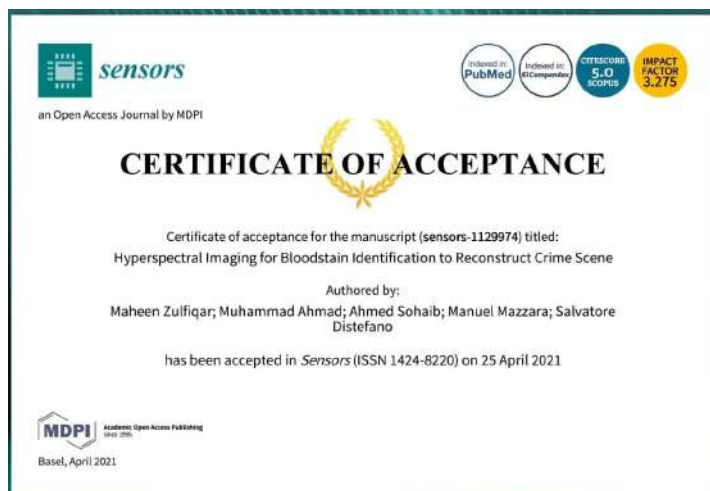 sensors
Indexed in:
PubMed
Indexed in:
Ei Compendex
CITESCORE
5.0
SCOPUS
IMPACT
FACTOR
3.275
an Open Access Journal by MDPI
CERTIFICATE OF ACCEPTANCE
Certificate of acceptance for the manuscript (sensors-1129974) titled:
Hyperspectral Imaging for Bloodstain Identification to Reconstruct Crime Scene
Authored by:
Maheen Zulfiqar; Muhammad Ahmad; Ahmed Sohaib; Manuel Mazzara; Salvatore
Distefano
has been accepted in Sensors (ISSN 1424-8220) on 25 April 2021
MDPI
Academic Open Access Publishing
since 1996
Basel, April 2021